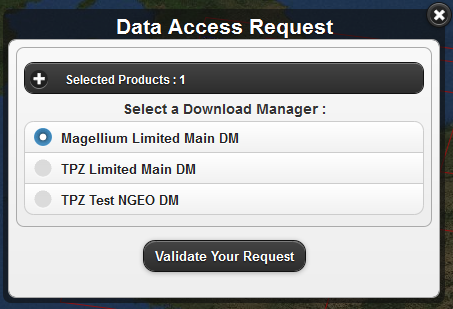 Data Access Request
Selected Products : 1
Select a Download Manager :
Magellium Limited Main DM
TPZ Limited Main DM
TPZ Test NGEO DM
Validate Your Request